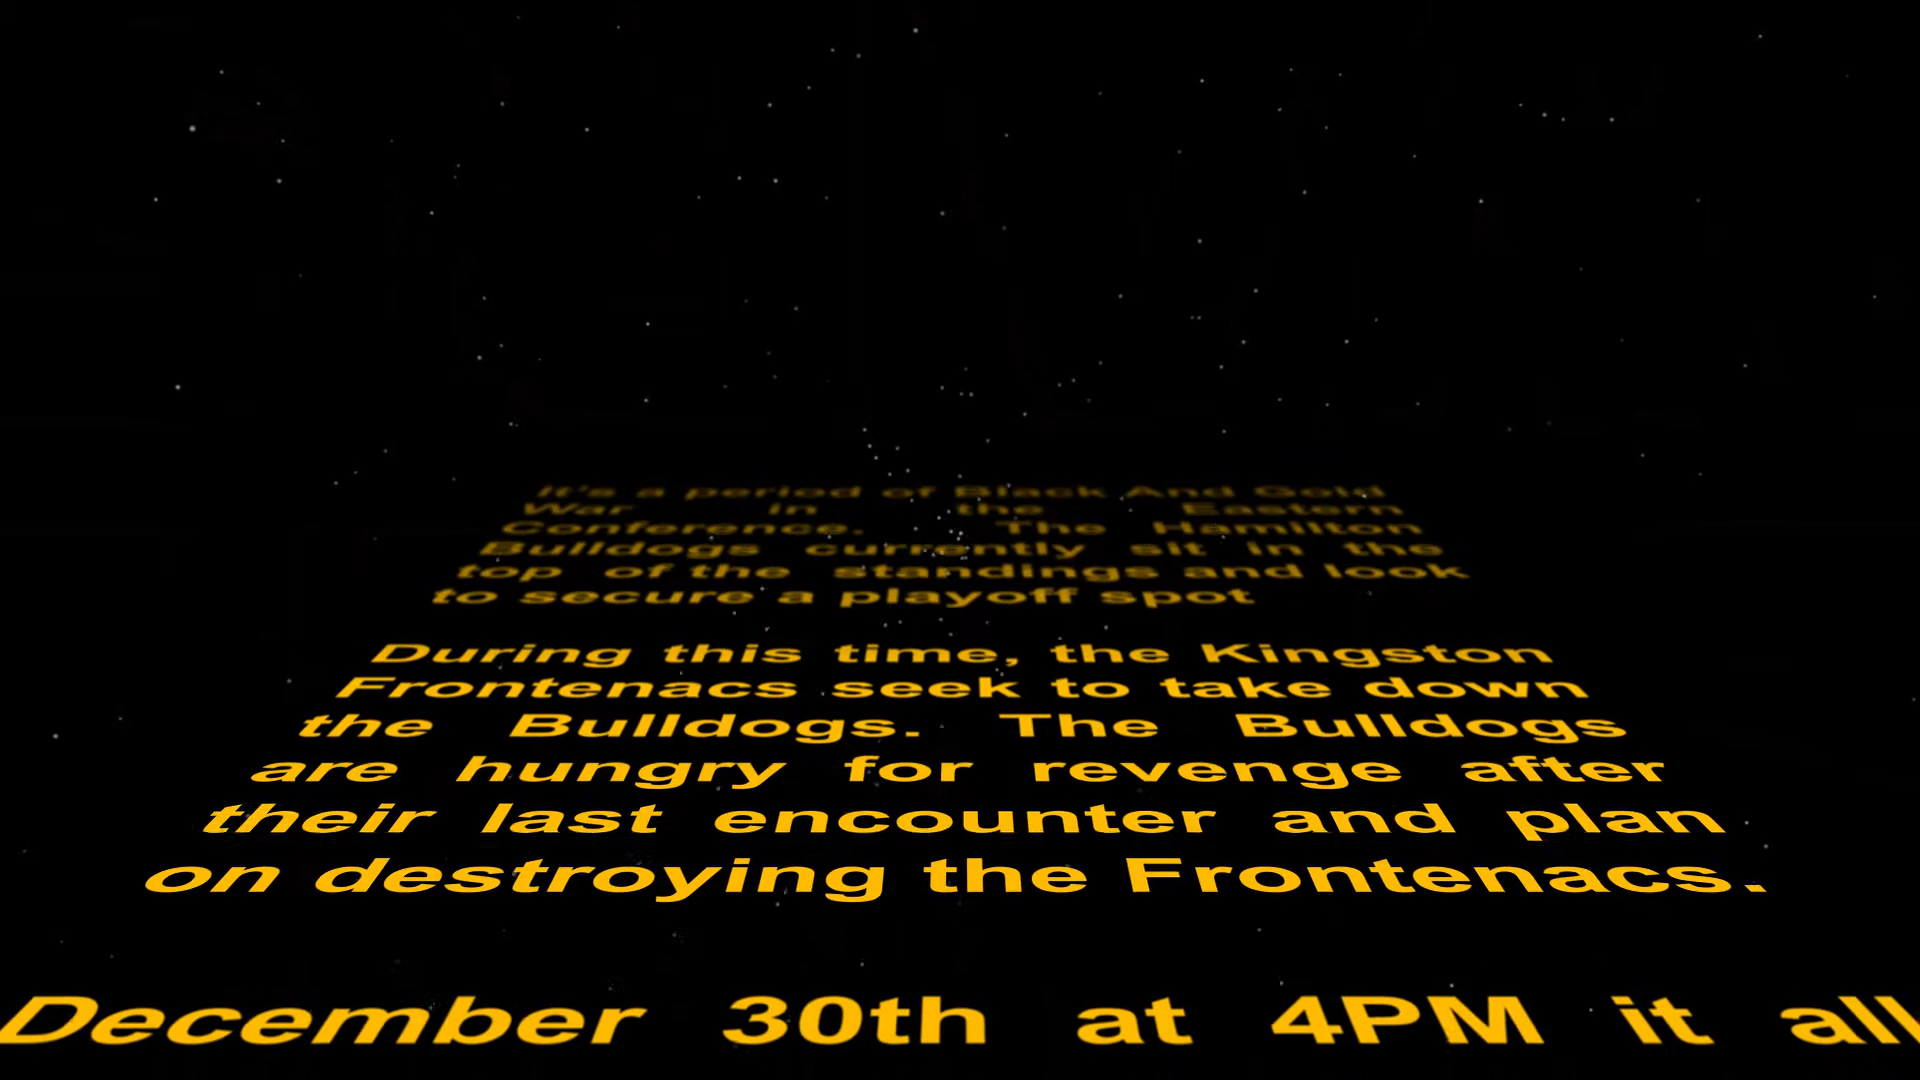 It's a period of Black And Gold
War in the Eastern
Conference. The Hamilton
Bulldogs currently sit in the
top of the standings and look
to secure a playoff spot
During this time, the Kingston
Frontenacs seek to take down
the Bulldogs. The Bulldogs
are hungry for revenge after
their last encounter and plan
on destroying the Frontenacs.
December 30th at 4PM it all